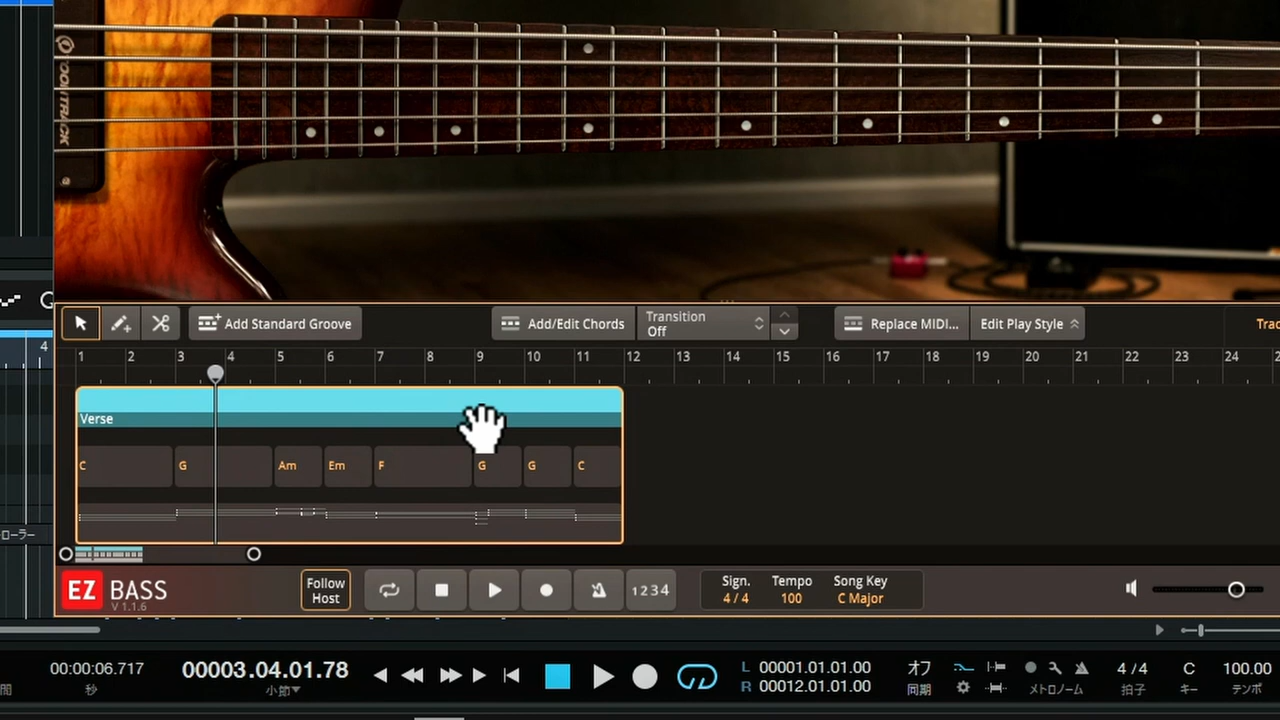 TOONTRACK
4
Add Standard Groove
Add/Edit Chords
Transition
Off
Replace MIDI...
Edit Play Style
Trac
1 2 3 4 5 6 7 8 9 10 11 12 13 14 15 16 17 18 19 20 21 22 23 24 2
Verse
C G Am Em F G G C
ローラー
EZ BASS
V 1.1.6
Follow Host
1234
Sign. Tempo Song Key
4/4 100 C Major
00:00:06.717
秒
間
00003.04.01.78
小節
L 00001.01.01.00
R 00012.01.01.00
オフ
同期
メトロノーム
4 / 4
拍子
C
キー
100.00
テンポ